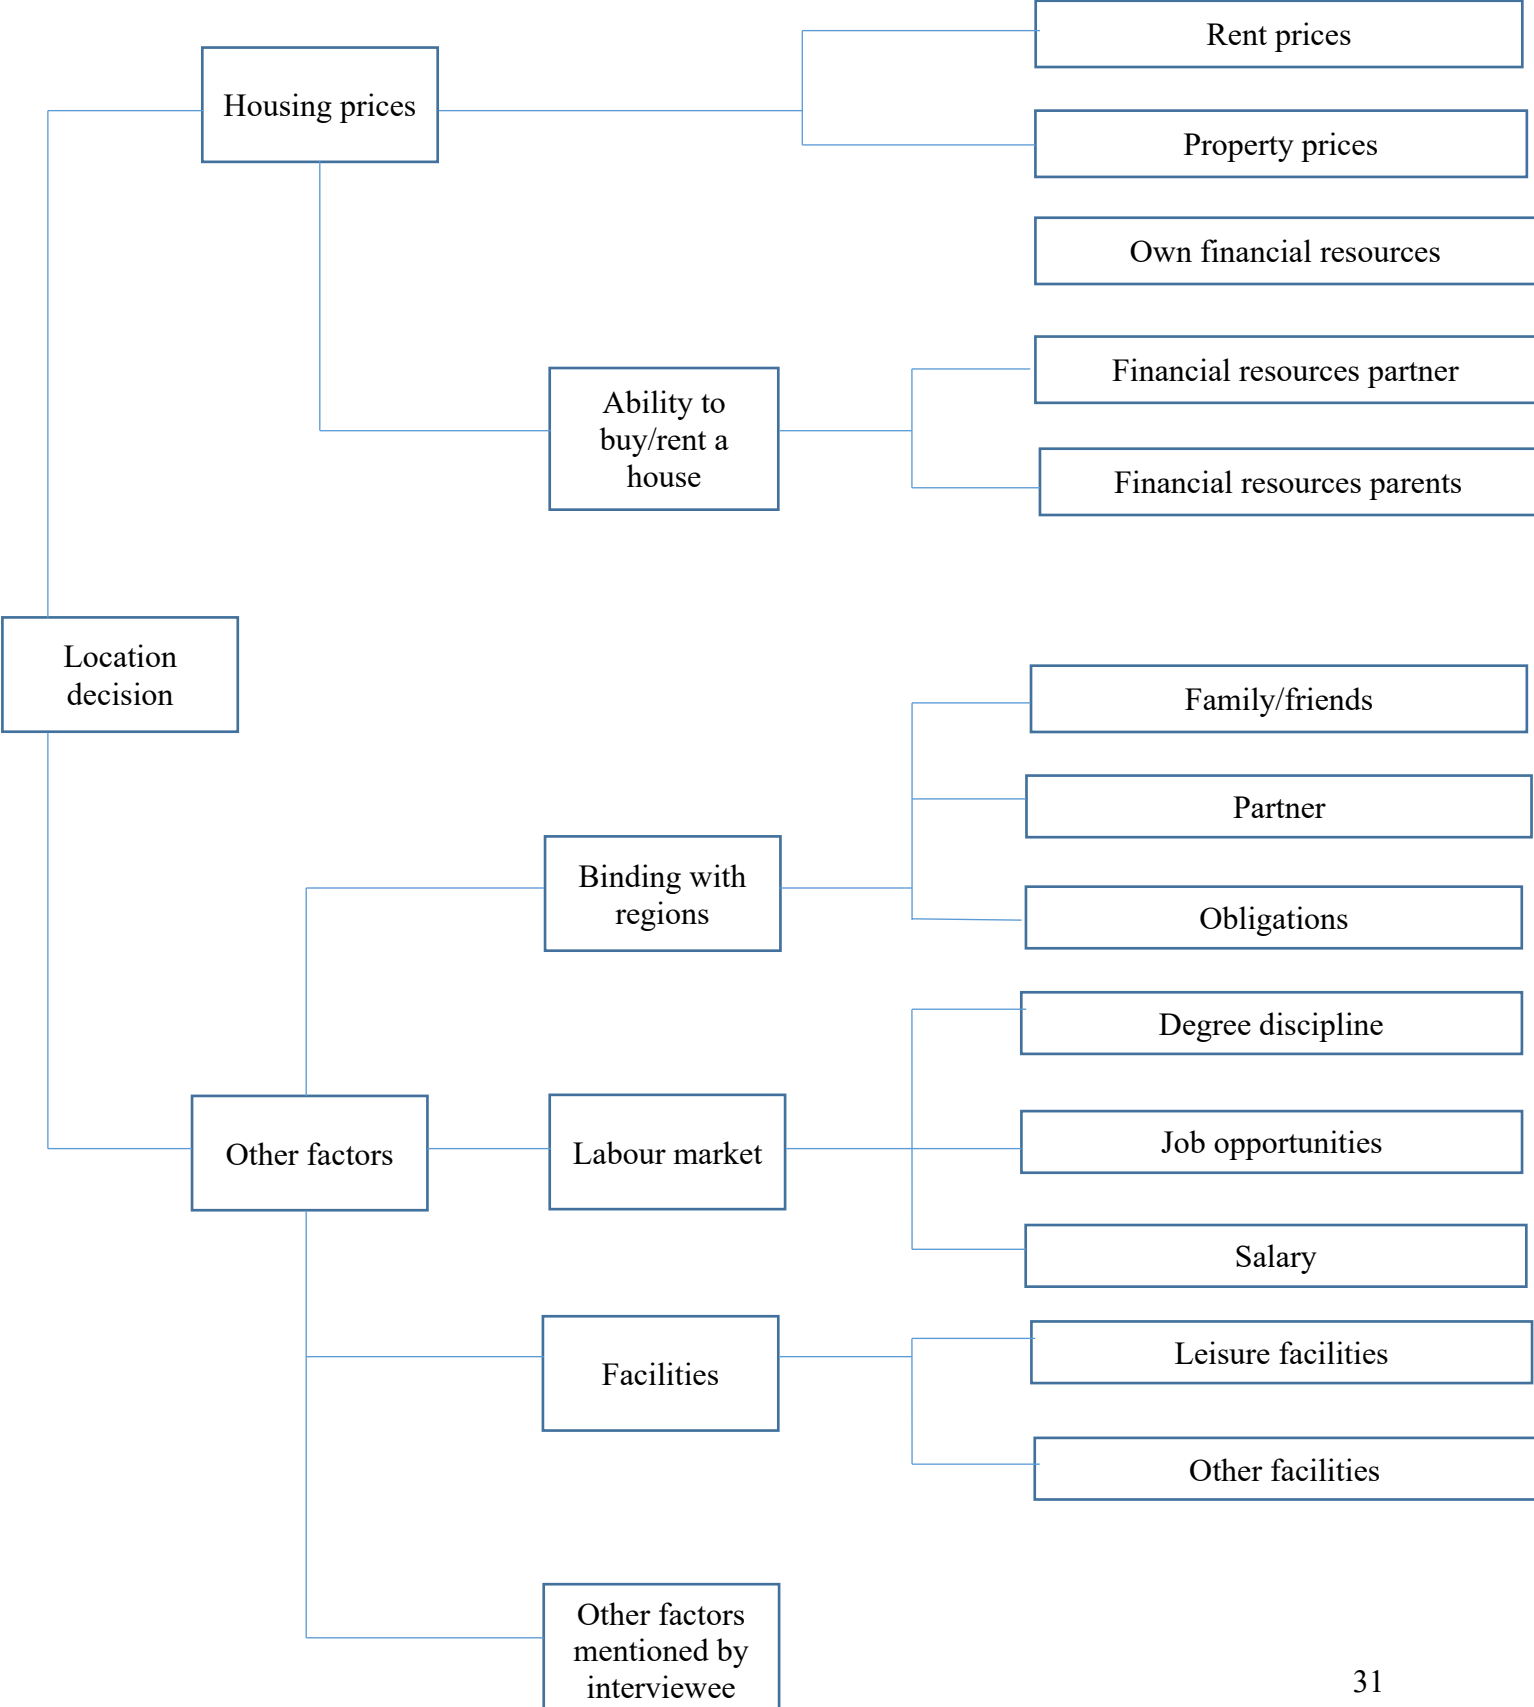 Rent prices
Housing prices
Property prices
Own financial resources
Financial resources partner
Ability to
buy/rent a
house
Financial resources parents
Location
decision
Family/friends
Partner
Binding with
regions
Obligations
Degree discipline
Other factors
Labour market
Job opportunities
Salary
Facilities
Leisure facilities
Other facilities
Other factors
mentioned by
interviewee
31